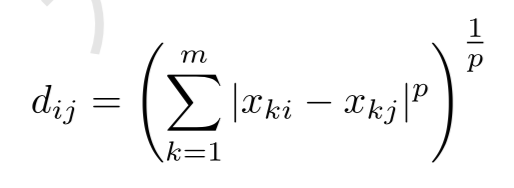 d_{ij} = \left( \sum_{k=1}^{m} |x_{ki} - x_{kj}|^p \right)^{\frac{1}{p}}